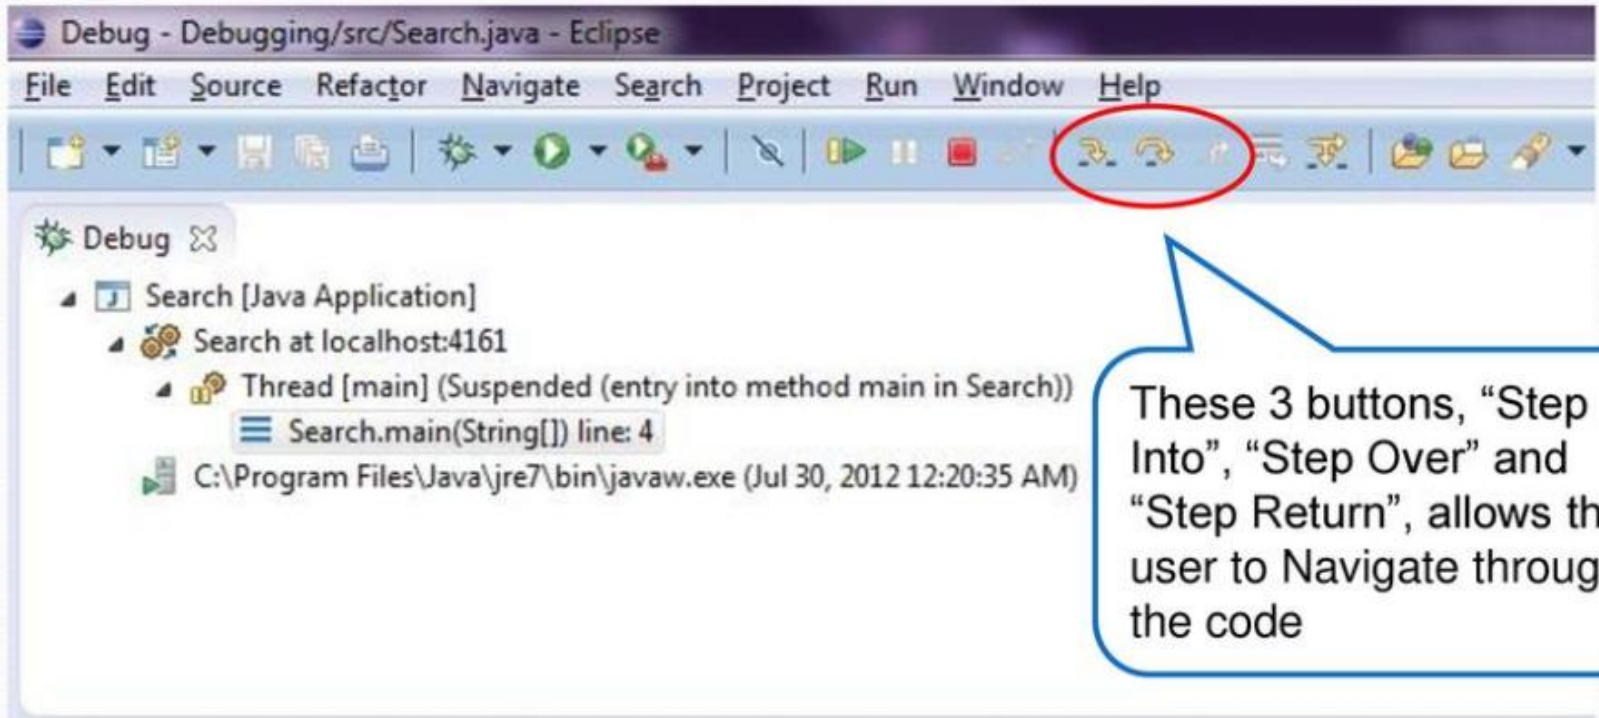 Debug - Debugging/src/Search.java - Eclipse
File Edit Source Refactor Navigate Search Project Run Window Help
Debug
Search [Java Application]
Search at localhost:4161
Thread [main] (Suspended (entry into method main in Search))
Search.main(String[]) line: 4
C:\Program Files\Java\jre7\bin\javaw.exe (Jul 30, 2012 12:20:35 AM)
These 3 buttons, “Step
Into”, “Step Over” and
“Step Return”, allows th
user to Navigate throug
the code